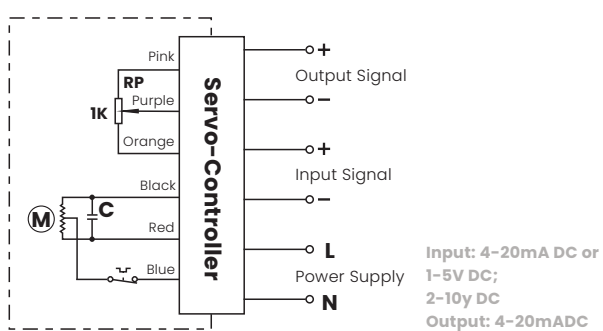 Pink
RP
1K
Purple
Orange
Black
M
C
Red
Blue
Servo-Controller
+
Output Signal
−
+
Input Signal
−
L
Power Supply
N
Input: 4-20mA DC or
1-5V DC;
2-10y DC
Output: 4-20mADC